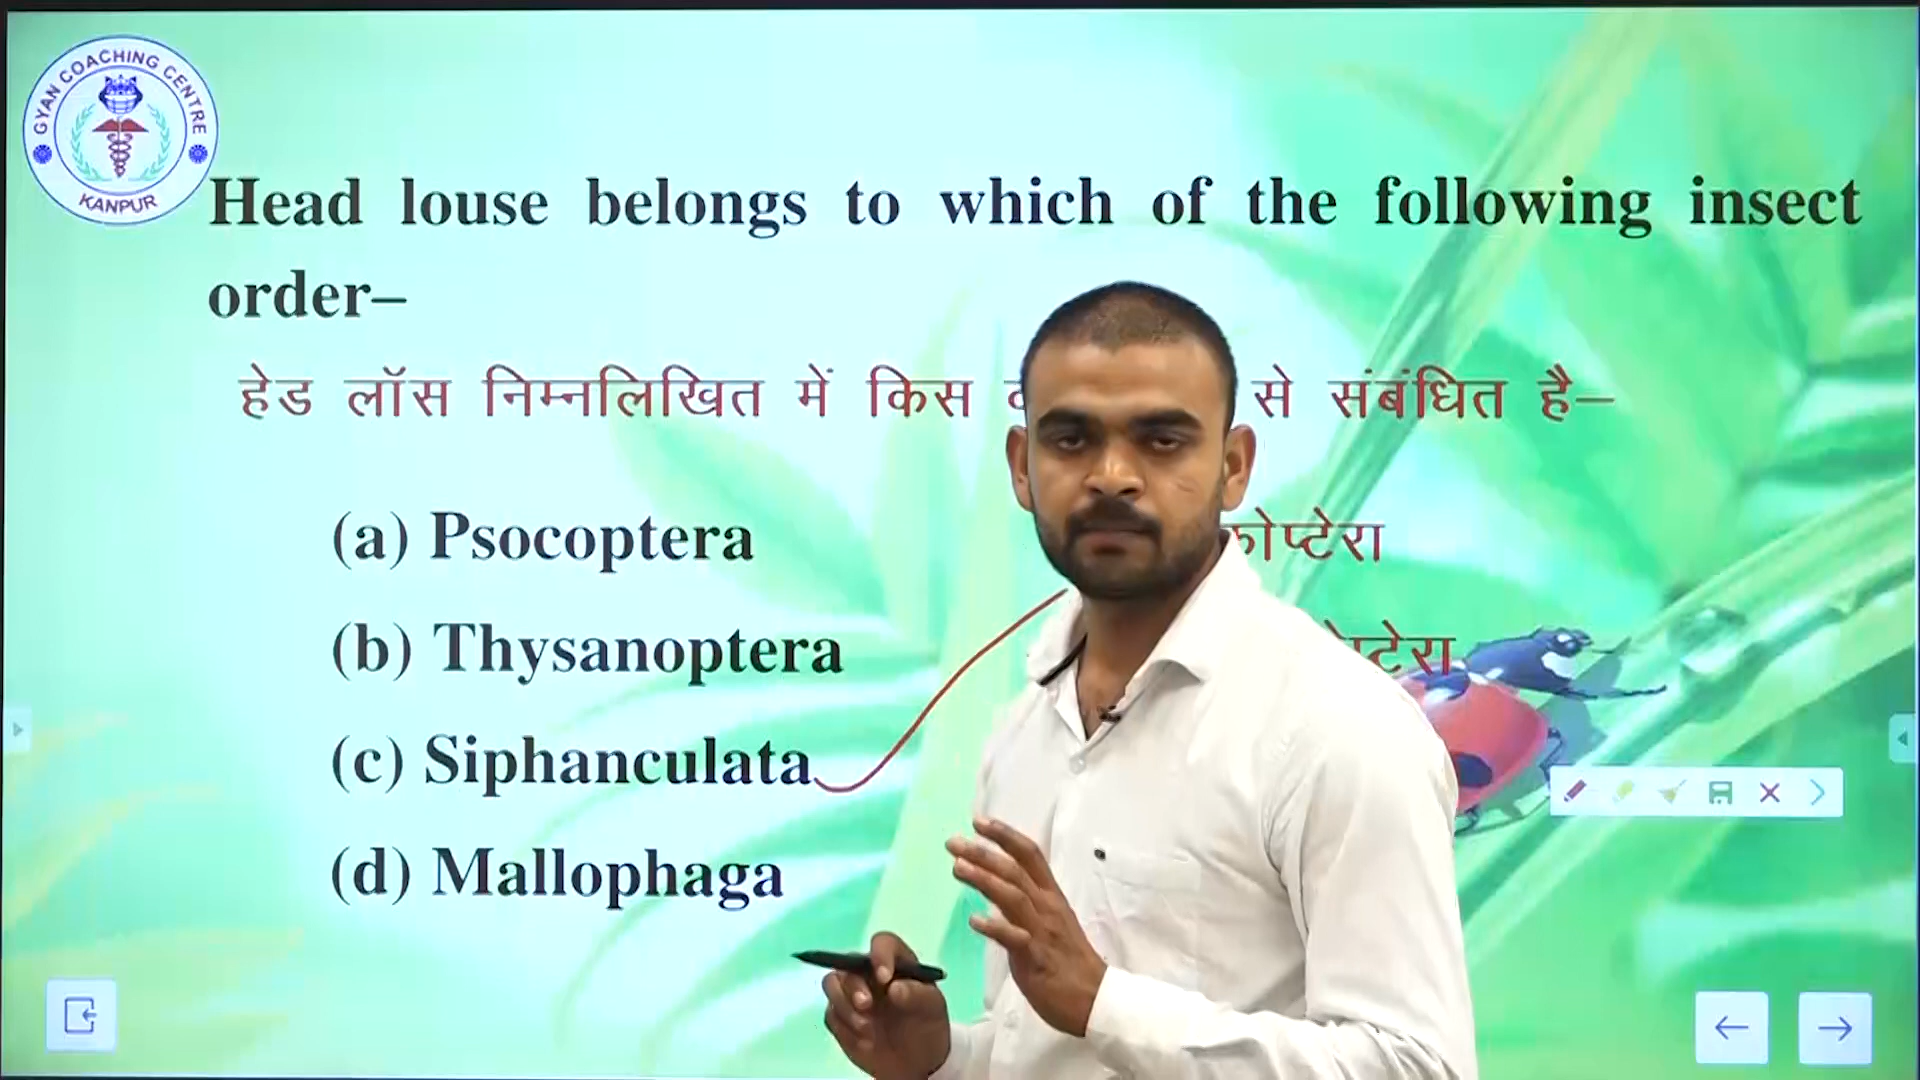 GYAN COACHING CENTRE
KANPUR
Head louse belongs to which of the following insect
order–
हेड लॉस निम्नलिखित में किस से संबंधित है–
(a) Psocoptera
(b) Thysanoptera
(c) Siphanculata
(d) Mallophaga